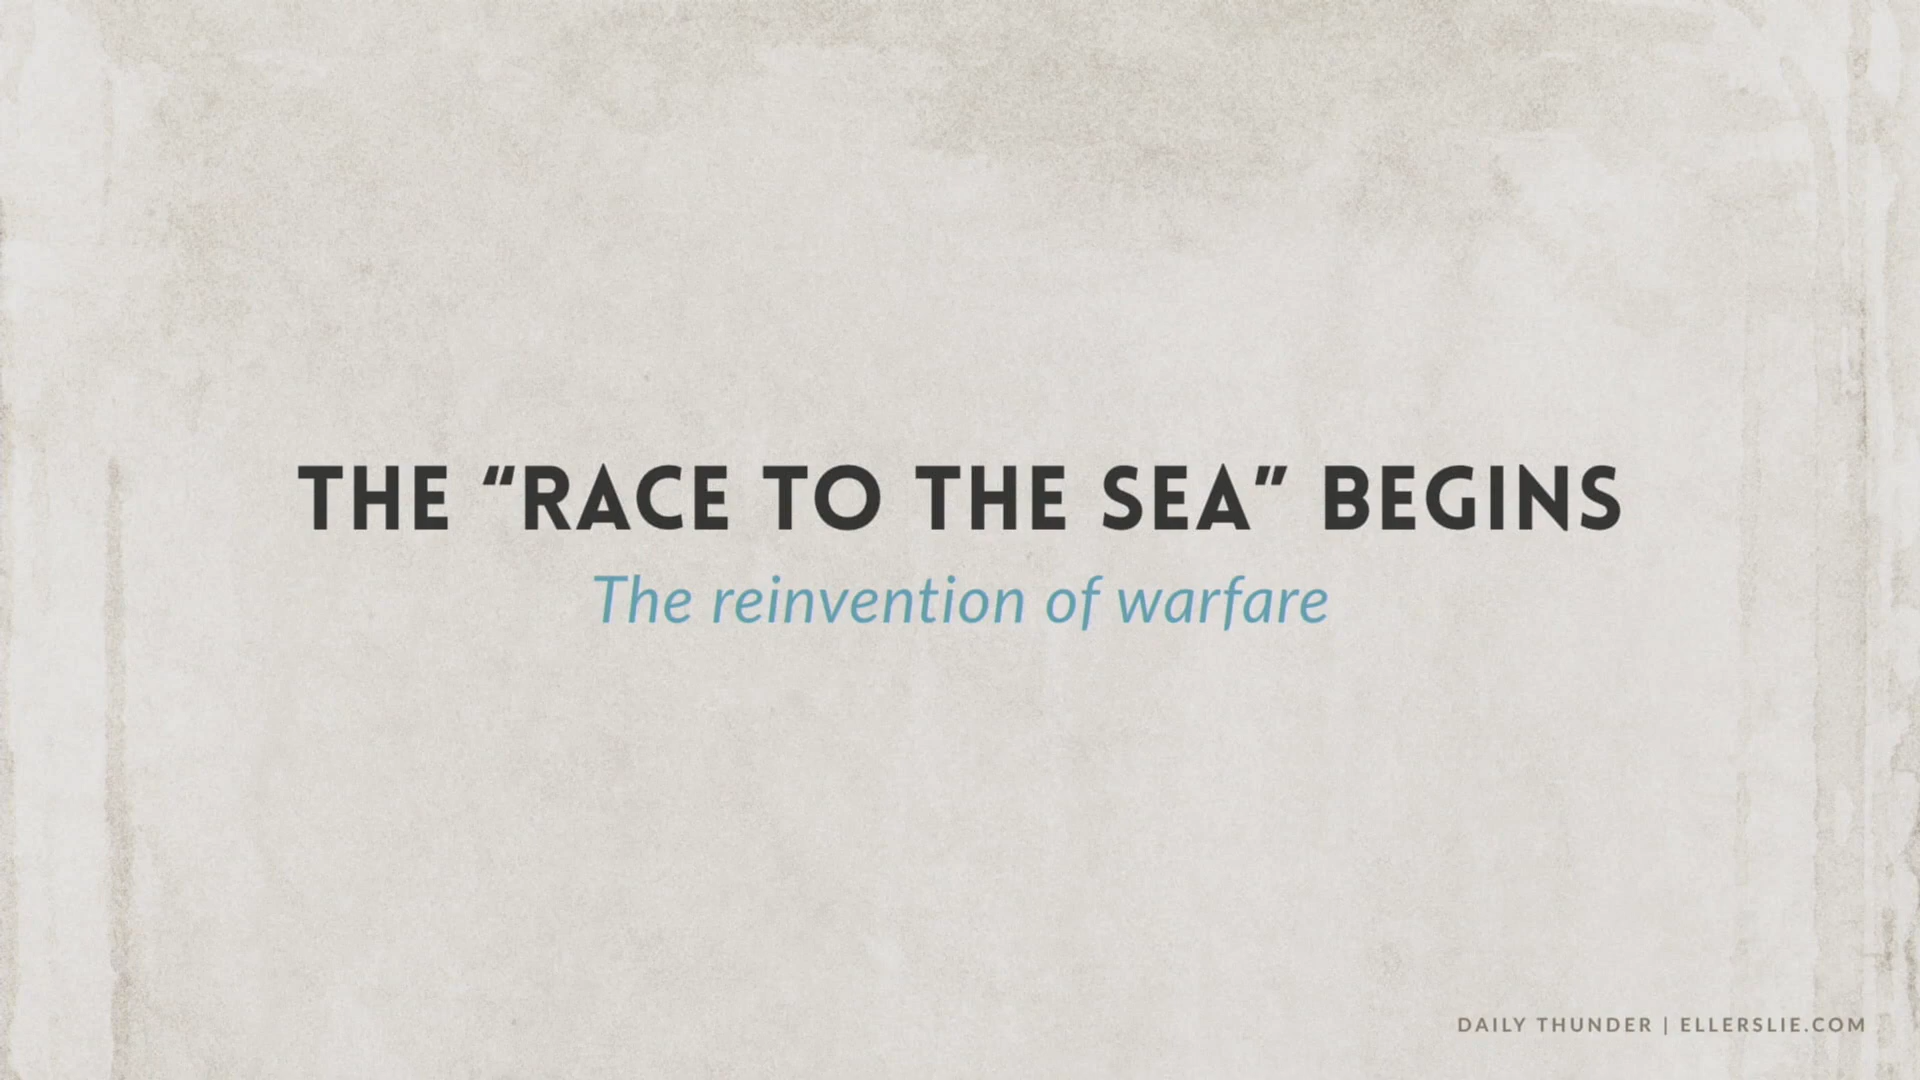 THE “RACE TO THE SEA” BEGINS
The reinvention of warfare
DAILY THUNDER | ELLERSLIE.COM